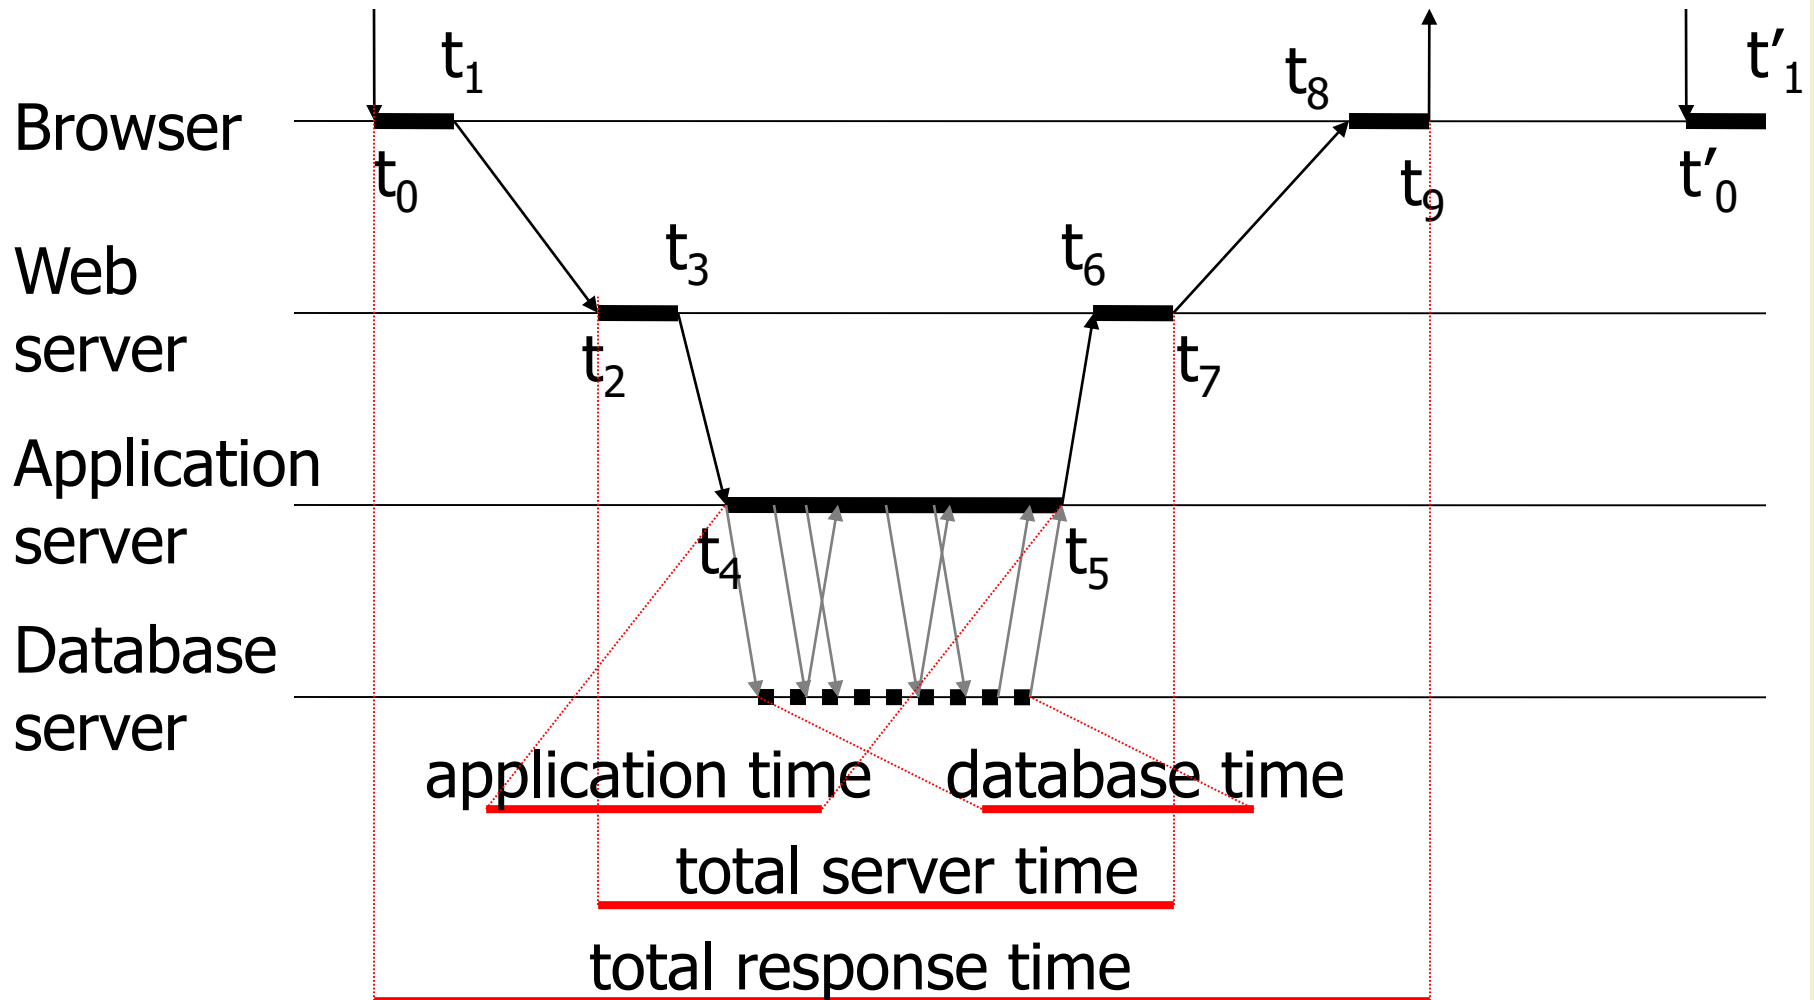 t1
t8
t′1
Browser
t0
t9
t′0
Web
server
t3
t6
t2
t7
Application
server
t4
t5
Database
server
application time
database time
total server time
total response time